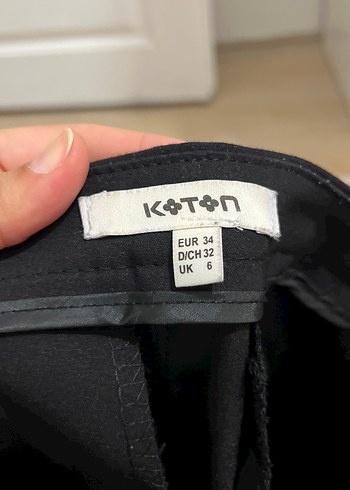 KOTON
EUR 34
D/CH 32
UK 6